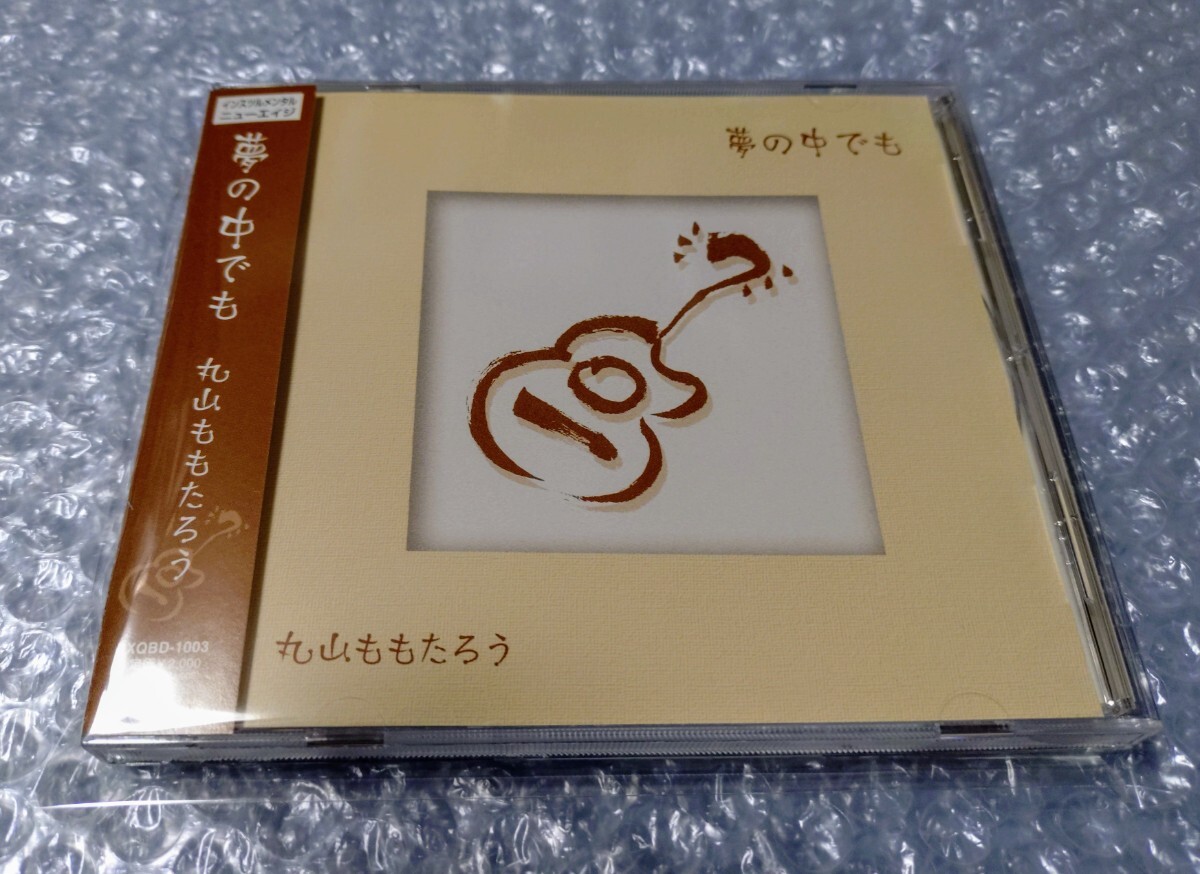 インスツルメンタル
ニューエイジ
夢の中でも
丸山ももたろう
XQBD-1003
夢の中でも
丸山ももたろう